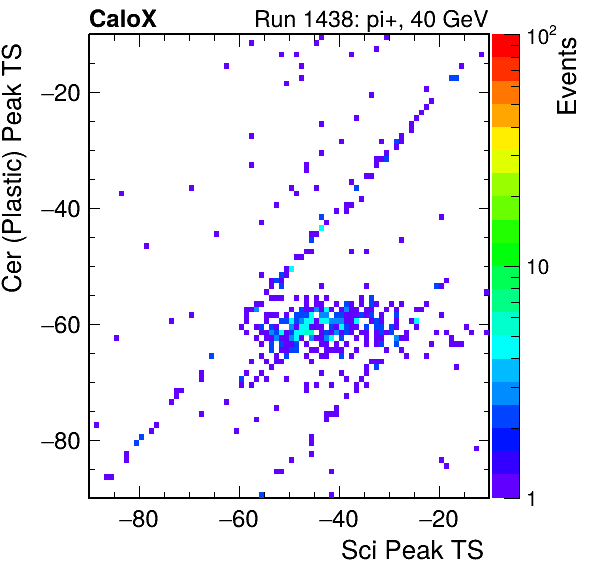 CaloX Run 1438: pi+, 40 GeV
Cer (Plastic) Peak TS
−20
−40
−60
−80
−80 −60 −40 −20
Sci Peak TS
10²
10
1
Events